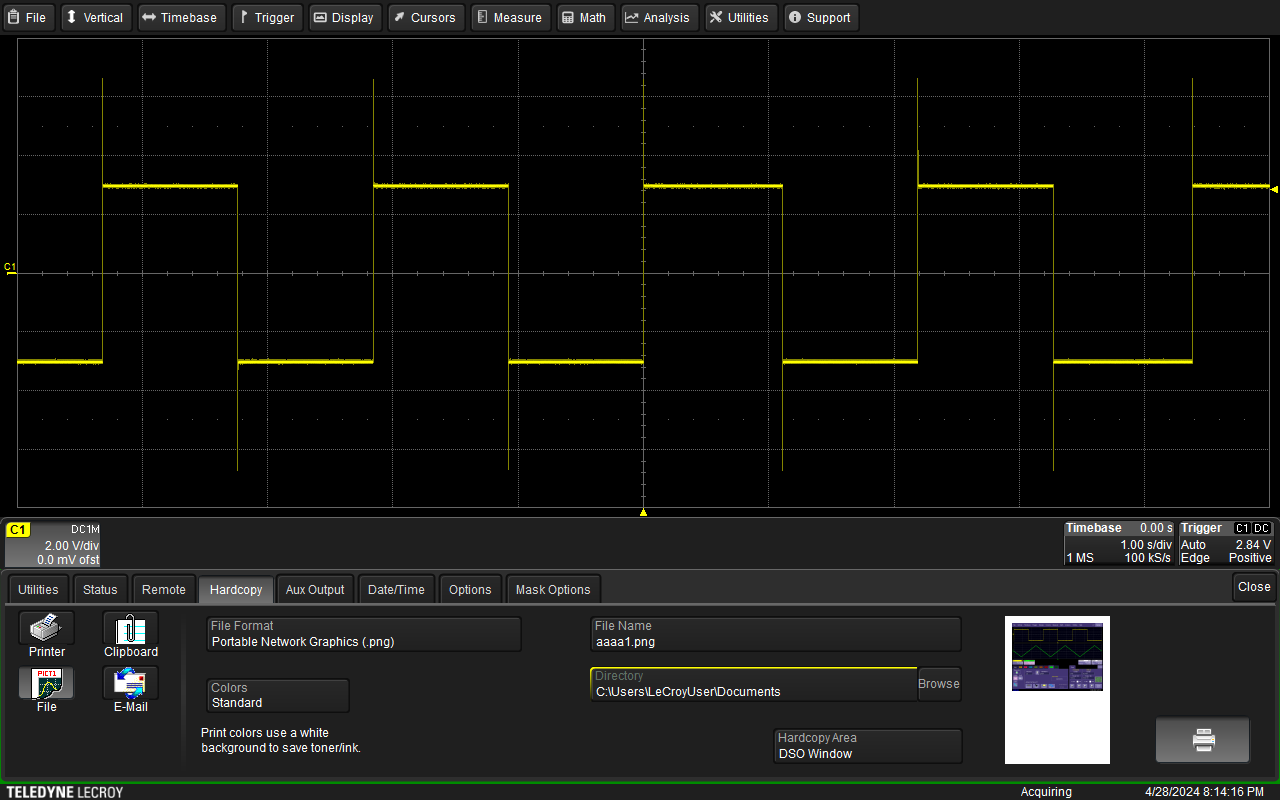 File Vertical Timebase Trigger Display Cursors Measure Math Analysis Utilities Support
C1
C1 DC1M
2.00 V/div
0.0 mV ofst
Timebase 0.00 s
1.00 s/div
1 MS 100 kS/s
Trigger C1 DC
Auto 2.84 V
Edge Positive
Utilities Status Remote Hardcopy Aux Output Date/Time Options Mask Options Close
Printer Clipboard
PICT1
File E-Mail
File Format
Portable Network Graphics (.png)
Colors
Standard
Print colors use a white
background to save toner/ink.
File Name
aaaa1.png
Directory
C:\Users\LeCroyUser\Documents
Browse
Hardcopy Area
DSO Window
TELEDYNE LECROY Acquiring 4/28/2024 8:14:16 PM